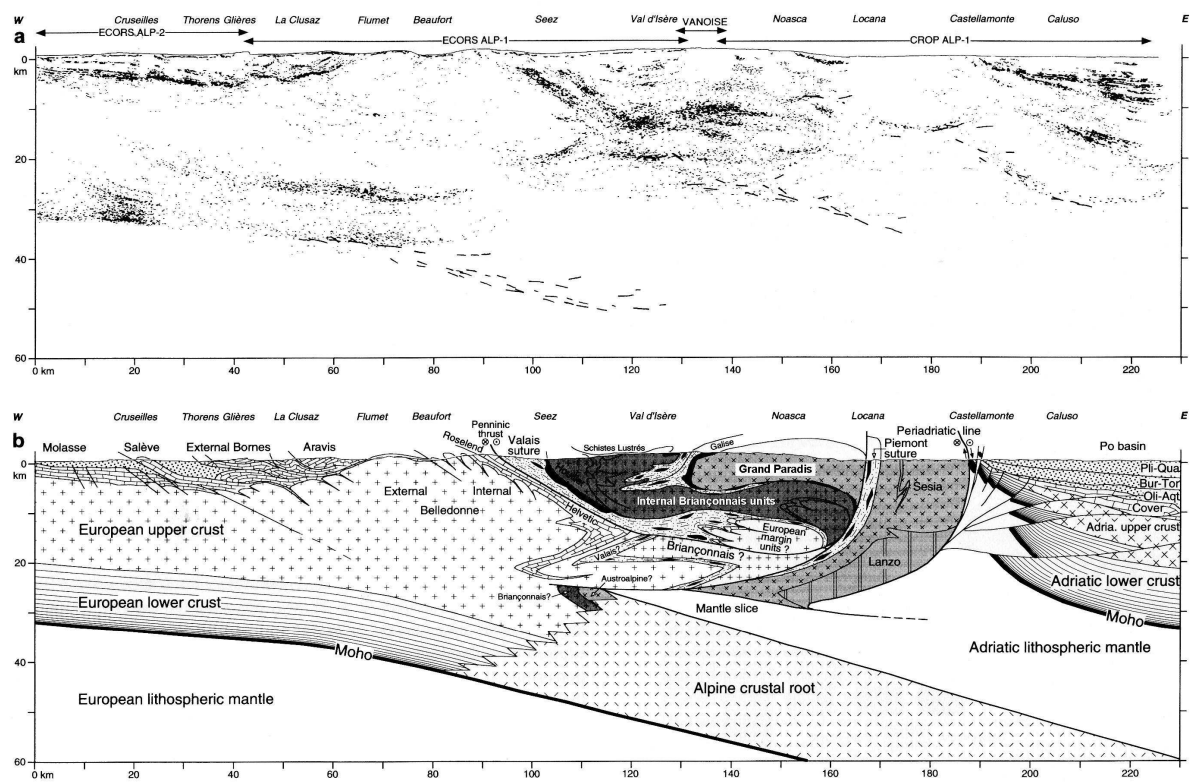 W Cruseilles Thorens Glières La Clusaz Flumet Beaufort Seez Val d'Isère VANOISE Noasca Locana Castellamonte Caluso E
a ECORS ALP-2 ECORS ALP-1 CROP ALP-1
0
km
20
40
60
0 km 20 40 60 80 100 120 140 160 180 200 220
W Cruseilles Thorens Glières La Clusaz Flumet Beaufort Seez Val d'Isère Noasca Locana Castellamonte Caluso E
b
Molasse Salève External Bornes Aravis Roselend Penninic thrust Valais suture Schistes Lustrés Galise Piemont suture Periadriatic line Po basin
0
km
Grand Paradis
Pli-Qua
Bur-Tor
Oli-Aqt
Cover
External Internal
Belledonne
Internal Briançonnais units
Sesia
European upper crust
Helvetic
European margin units ?
Adria. upper crust
Valais?
Briançonnais ?
Lanzo
20
Austroalpine?
Briançonnais?
Adriatic lower crust
European lower crust
Mantle slice
Moho
Moho
Adriatic lithospheric mantle
40
European lithospheric mantle
Alpine crustal root
60
0 km 20 40 60 80 100 120 140 160 180 200 220